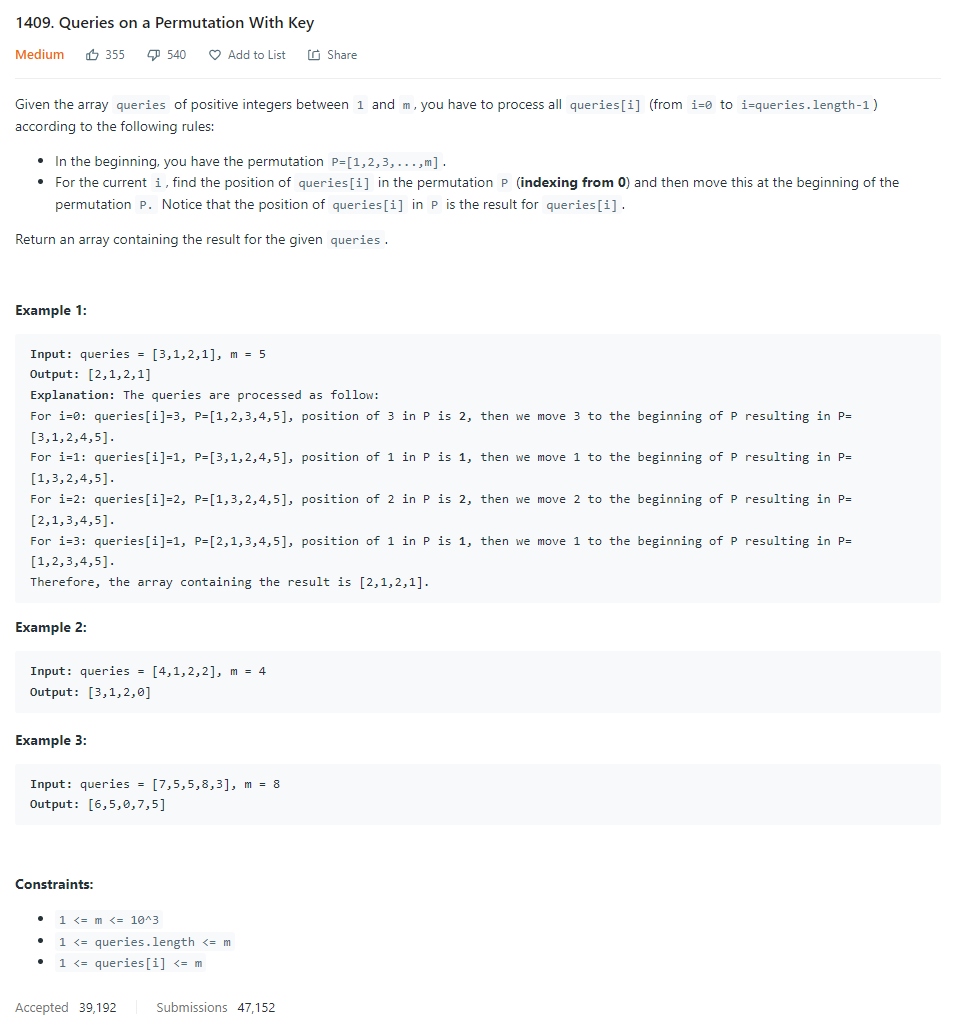 1409. Queries on a Permutation With Key
Medium 355 540 Add to List Share
Given the array queries of positive integers between 1 and m, you have to process all queries[i] (from i=0 to i=queries.length-1)
according to the following rules:
• In the beginning, you have the permutation P=[1,2,3,...,m].
• For the current i, find the position of queries[i] in the permutation P (indexing from 0) and then move this at the beginning of the
permutation P. Notice that the position of queries[i] in P is the result for queries[i].
Return an array containing the result for the given queries.
Example 1:
Input: queries = [3,1,2,1], m = 5
Output: [2,1,2,1]
Explanation: The queries are processed as follow:
For i=0: queries[i]=3, P=[1,2,3,4,5], position of 3 in P is 2, then we move 3 to the beginning of P resulting in P=
[3,1,2,4,5].
For i=1: queries[i]=1, P=[3,1,2,4,5], position of 1 in P is 1, then we move 1 to the beginning of P resulting in P=
[1,3,2,4,5].
For i=2: queries[i]=2, P=[1,3,2,4,5], position of 2 in P is 2, then we move 2 to the beginning of P resulting in P=
[2,1,3,4,5].
For i=3: queries[i]=1, P=[2,1,3,4,5], position of 1 in P is 1, then we move 1 to the beginning of P resulting in P=
[1,2,3,4,5].
Therefore, the array containing the result is [2,1,2,1].
Example 2:
Input: queries = [4,1,2,2], m = 4
Output: [3,1,2,0]
Example 3:
Input: queries = [7,5,5,8,3], m = 8
Output: [6,5,0,7,5]
Constraints:
• 1 <= m <= 10^3
• 1 <= queries.length <= m
• 1 <= queries[i] <= m
Accepted 39,192 Submissions 47,152